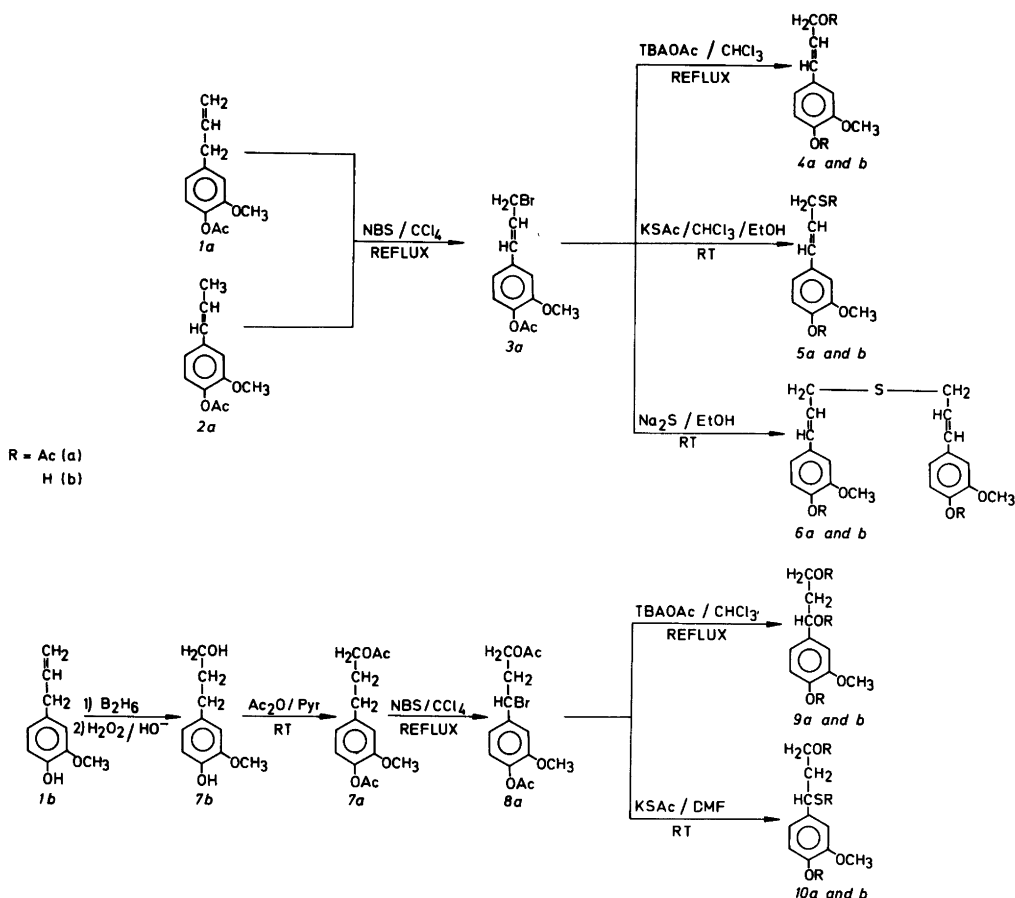 CH₂
CH
CH₂
OCH₃
OAc
1a
CH₃
CH
HC
OCH₃
OAc
2a
NBS / CCl₄
REFLUX
H₂CBr
CH
HC
OCH₃
OAc
3a
TBAOAc / CHCl₃
REFLUX
H₂COR
CH
HC
OCH₃
OR
4a and b
KSAc/CHCl₃/EtOH
RT
H₂CSR
CH
HC
OCH₃
OR
5a and b
Na₂S / EtOH
RT
H₂C S CH₂
CH HC
HC CH
OCH₃
OR
OCH₃
OR
6a and b
R = Ac (a)
H (b)
CH₂
CH
CH₂
OCH₃
OH
1b
1) B₂H₆
2) H₂O₂ / HO⁻
H₂COH
CH₂
CH₂
OCH₃
OH
7b
Ac₂O / Pyr
RT
H₂COAc
CH₂
CH₂
OCH₃
OAc
7a
NBS/CCl₄
REFLUX
H₂COAc
CH₂
HCBr
OCH₃
OAc
8a
TBAOAc / CHCl₃
REFLUX
H₂COR
CH₂
HCOR
OCH₃
OR
9a and b
KSAc / DMF
RT
H₂COR
CH₂
HCSR
OCH₃
OR
10a and b